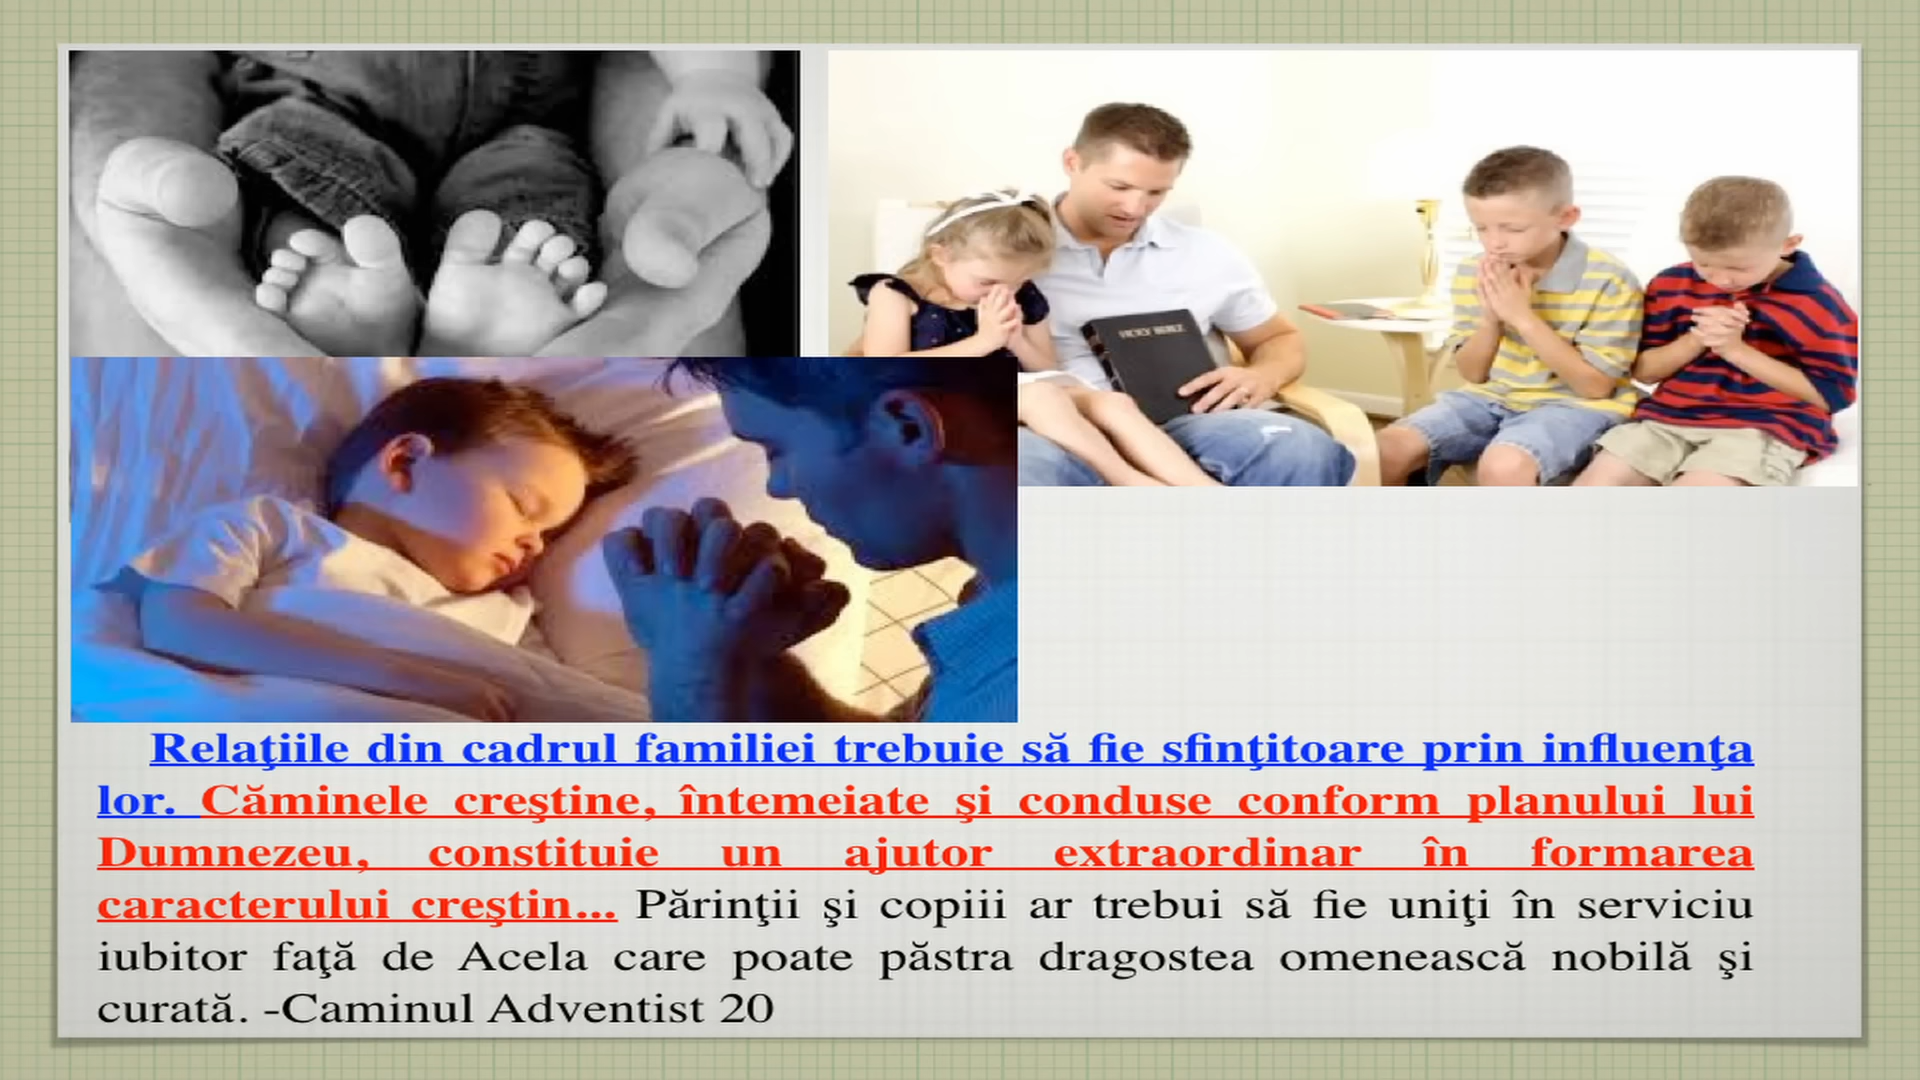 HOLY BIBLE
Relaţiile din cadrul familiei trebuie să fie sfinţitoare prin influenţa
lor. Căminele creştine, întemeiate şi conduse conform planului lui
Dumnezeu, constituie un ajutor extraordinar în formarea
caracterului creştin... Părinţii şi copiii ar trebui să fie uniţi în serviciu
iubitor faţă de Acela care poate păstra dragostea omenească nobilă şi
curată. -Caminul Adventist 20